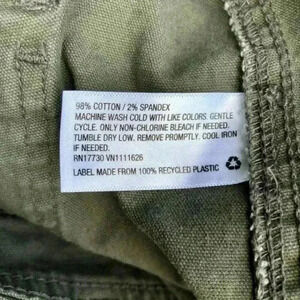 98% COTTON / 2% SPANDEX
MACHINE WASH COLD WITH LIKE COLORS. GENTLE
CYCLE. ONLY NON-CHLORINE BLEACH IF NEEDED.
TUMBLE DRY LOW. REMOVE PROMPTLY. COOL IRON
IF NEEDED.
RN17730 VN1111626
LABEL MADE FROM 100% RECYCLED PLASTIC